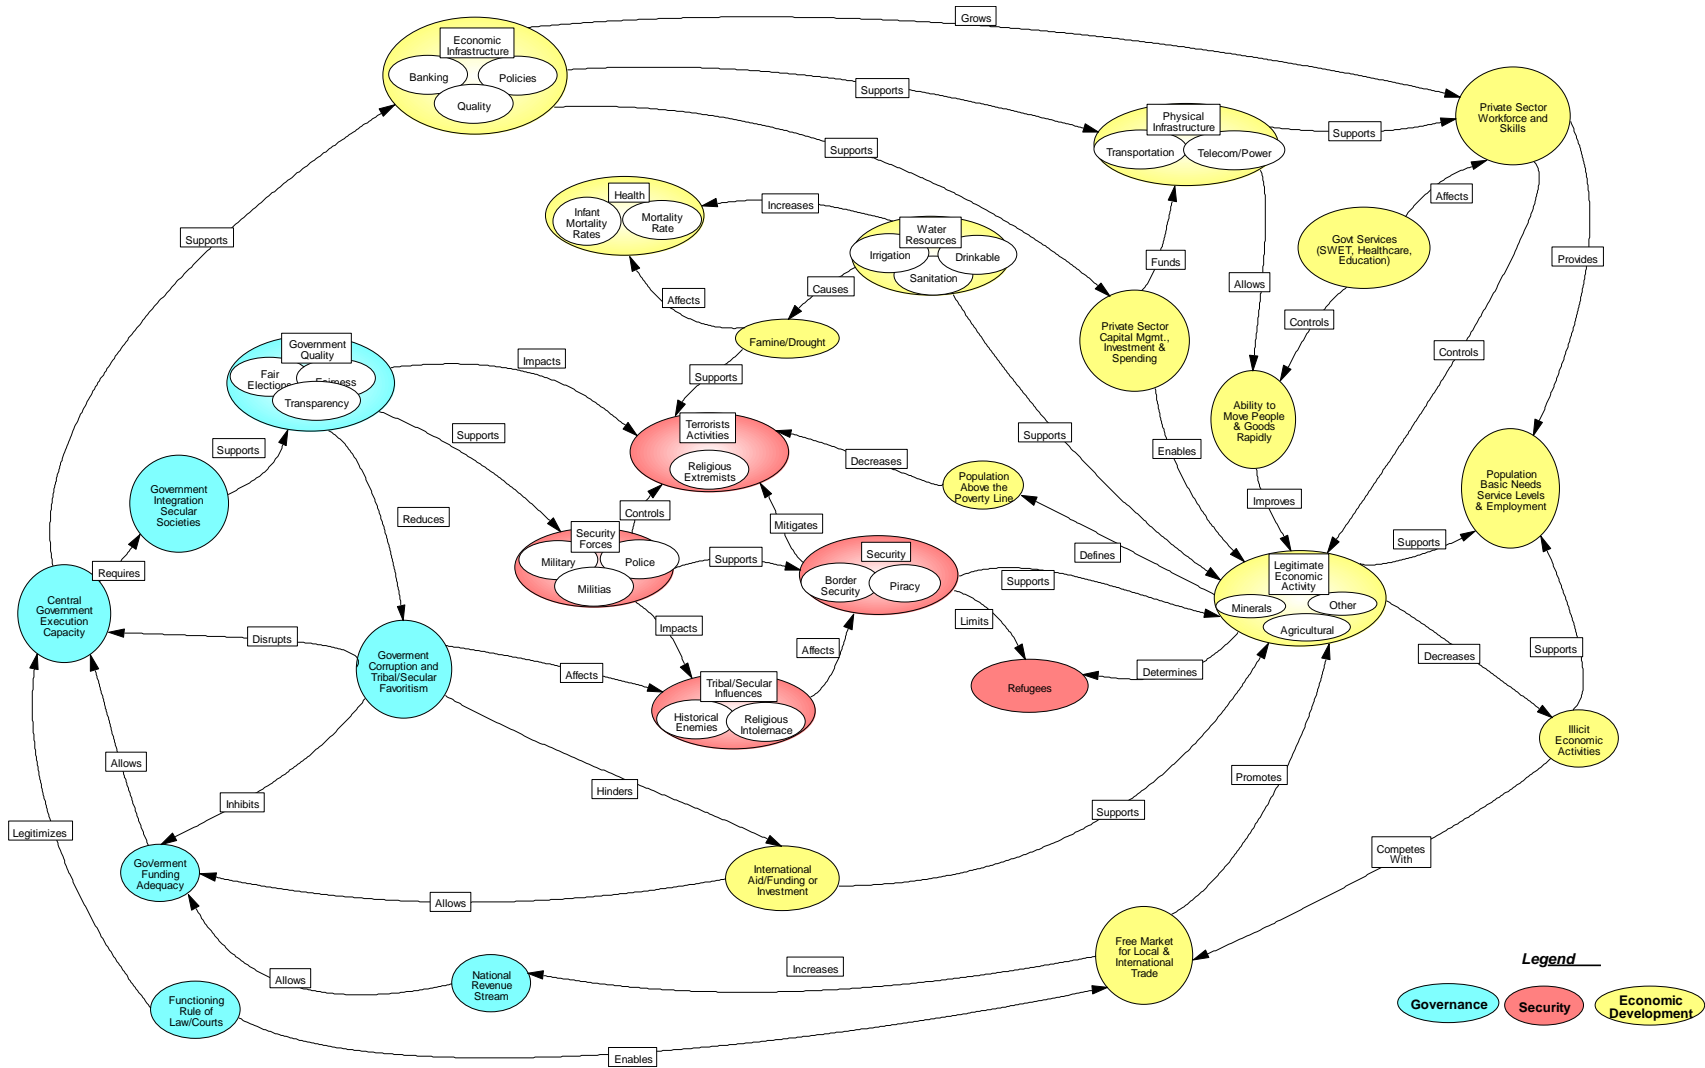 Grows
Economic
Infrastructure
Banking
Policies
Quality
Supports
Private Sector
Workforce and
Skills
Physical
Infrastructure
Transportation
Telecom/Power
Supports
Supports
Health
Infant
Mortality
Rates
Mortality
Rate
Increases
Water
Resources
Irrigation
Drinkable
Sanitation
Affects
Govt Services
(SWET, Healthcare,
Education)
Supports
Funds
Provides
Causes
Affects
Allows
Controls
Famine/Drought
Private Sector
Capital Mgmt.,
Investment &
Spending
Controls
Government
Quality
Fair
Elections
Fairness
Transparency
Impacts
Supports
Ability to
Move People
& Goods
Rapidly
Terrorists
Activities
Religious
Extremists
Supports
Supports
Supports
Enables
Decreases
Population
Above the
Poverty Line
Population
Basic Needs
Service Levels
& Employment
Government
Integration
Secular
Societies
Improves
Reduces
Controls
Mitigates
Security
Forces
Military
Police
Militias
Supports
Security
Border
Security
Piracy
Defines
Supports
Supports
Legitimate
Economic
Activity
Minerals
Other
Agricultural
Requires
Central
Government
Execution
Capacity
Disrupts
Impacts
Limits
Affects
Goverment
Corruption and
Tribal/Secular
Favoritism
Affects
Tribal/Secular
Influences
Historical
Enemies
Religious
Intolernace
Refugees
Determines
Decreases
Supports
Illicit
Economic
Activities
Allows
Inhibits
Hinders
Promotes
Supports
Legitimizes
Competes
With
Goverment
Funding
Adequacy
International
Aid/Funding or
Investment
Allows
Free Market
for Local &
International
Trade
Increases
National
Revenue
Stream
Allows
Functioning
Rule of
Law/Courts
Enables
Legend
Governance
Security
Economic
Development